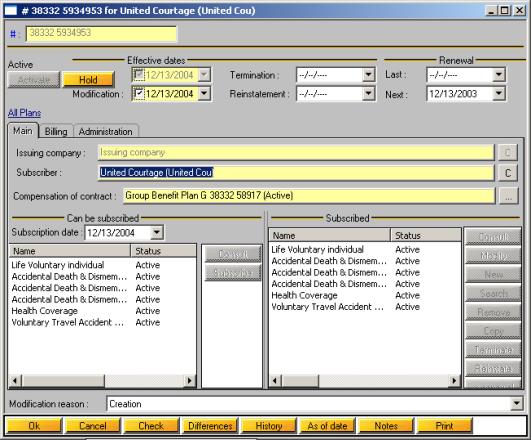 # 38332 5934953 for United Courtage (United Cou)
# : 38332 5934953
Active
Effective dates
Renewal
Activate
Hold
12/13/2004
Termination : --/--/----
Last : --/--/----
Modification : 12/13/2004
Reinstatement : --/--/----
Next : 12/13/2003
All Plans
Main
Billing
Administration
Issuing company : Issuing company
C
Subscriber : United Courtage (United Cou
C
Compensation of contract : Group Benefit Plan G 38332 58917 (Active)
...
Can be subscribed
Subscription date : 12/13/2004
Name Status
Life Voluntary individual Active
Accidental Death & Dismem... Active
Accidental Death & Dismem... Active
Accidental Death & Dismem... Active
Health Coverage Active
Voluntary Travel Accident ... Active
Consult
Subscribe
Subscribed
Name Status
Life Voluntary individual Active
Accidental Death & Dismem... Active
Accidental Death & Dismem... Active
Accidental Death & Dismem... Active
Health Coverage Active
Voluntary Travel Accident ... Active
Consult
Modify
New
Search
Remove
Copy
Terminate
Reinstate
Modification reason : Creation
Ok
Cancel
Check
Differences
History
As of date
Notes
Print